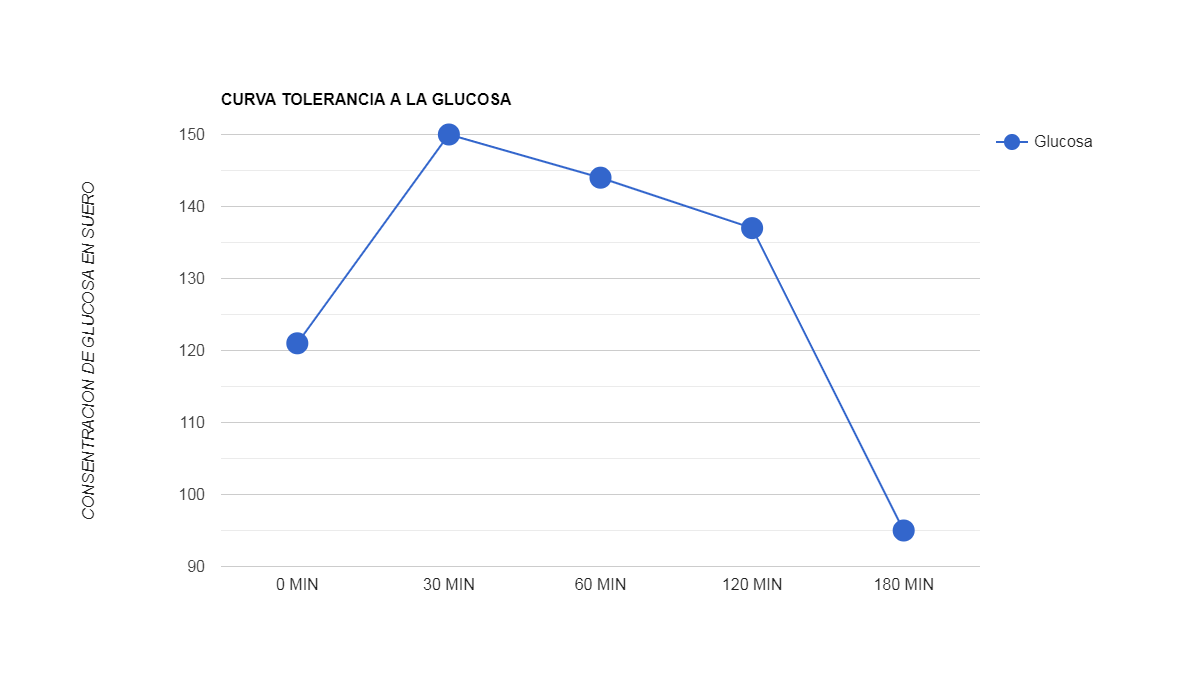 CURVA TOLERANCIA A LA GLUCOSA
CONSENTRACION DE GLUCOSA EN SUERO
150
140
130
120
110
100
90
0 MIN
30 MIN
60 MIN
120 MIN
180 MIN
Glucosa